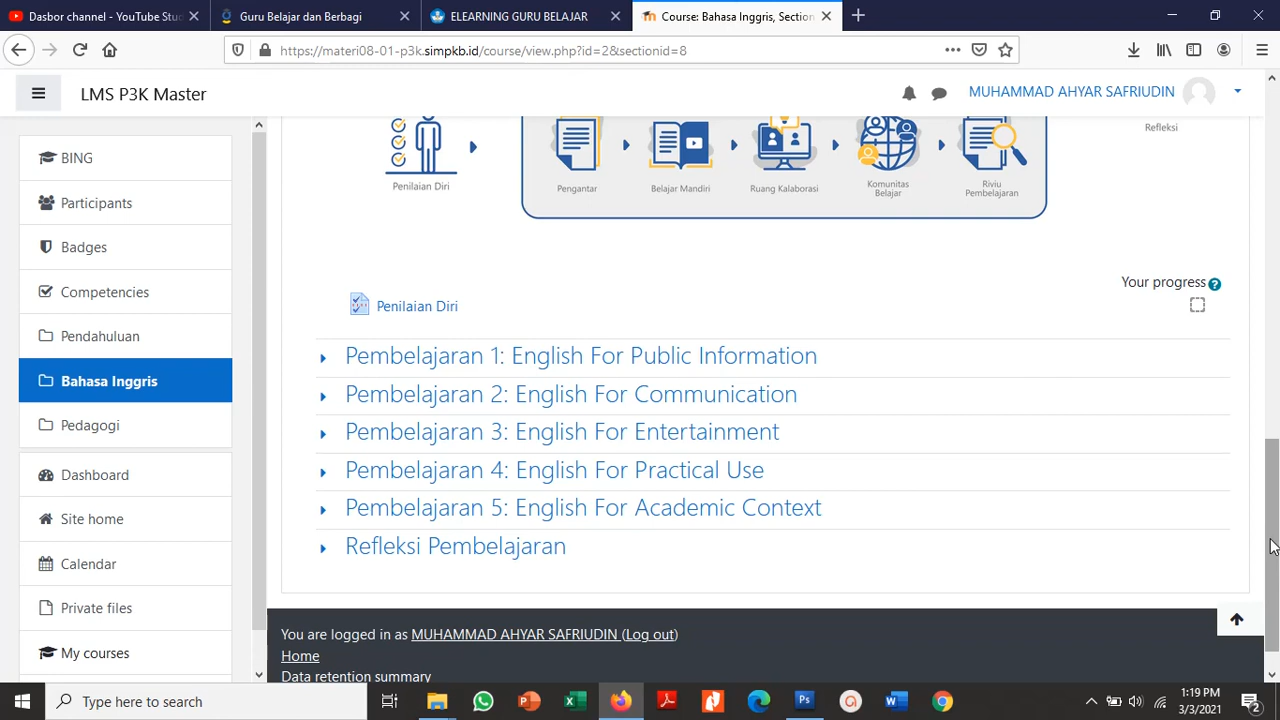 Dasbor channel - YouTube Stu
Guru Belajar dan Berbagi
ELEARNING GURU BELAJAR
Course: Bahasa Inggris, Section
https://materi08-01-p3k.simpkb.id/course/view.php?id=2&sectionid=8
LMS P3K Master
MUHAMMAD AHYAR SAFRIUDIN
BING
Participants
Badges
Competencies
Pendahuluan
Bahasa Inggris
Pedagogi
Dashboard
Site home
Calendar
Private files
My courses
Penilaian Diri
Pengantar
Belajar Mandiri
Ruang Kalaborasi
Komunitas
Belajar
Riviu
Pembelajaran
Refleksi
Your progress
Penilaian Diri
Pembelajaran 1: English For Public Information
Pembelajaran 2: English For Communication
Pembelajaran 3: English For Entertainment
Pembelajaran 4: English For Practical Use
Pembelajaran 5: English For Academic Context
Refleksi Pembelajaran
You are logged in as MUHAMMAD AHYAR SAFRIUDIN (Log out)
Home
Data retention summary
Type here to search
1:19 PM
3/3/2021
2